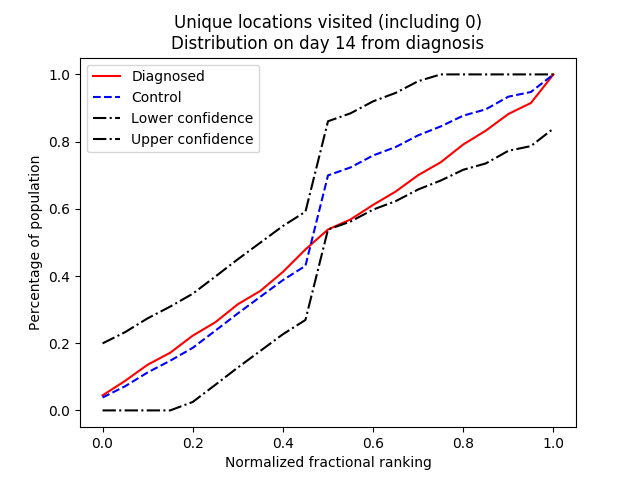 Unique locations visited (including 0)
Distribution on day 14 from diagnosis
Diagnosed
Control
Lower confidence
Upper confidence
Percentage of population
1.0
0.8
0.6
0.4
0.2
0.0
0.0 0.2 0.4 0.6 0.8 1.0
Normalized fractional ranking